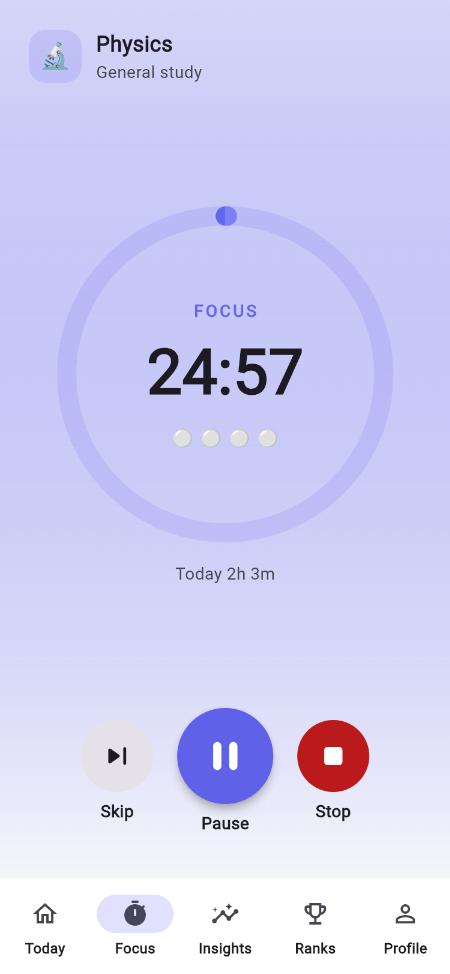 Physics
General study
FOCUS
24:57
Today 2h 3m
Skip
Pause
Stop
Today
Focus
Insights
Ranks
Profile